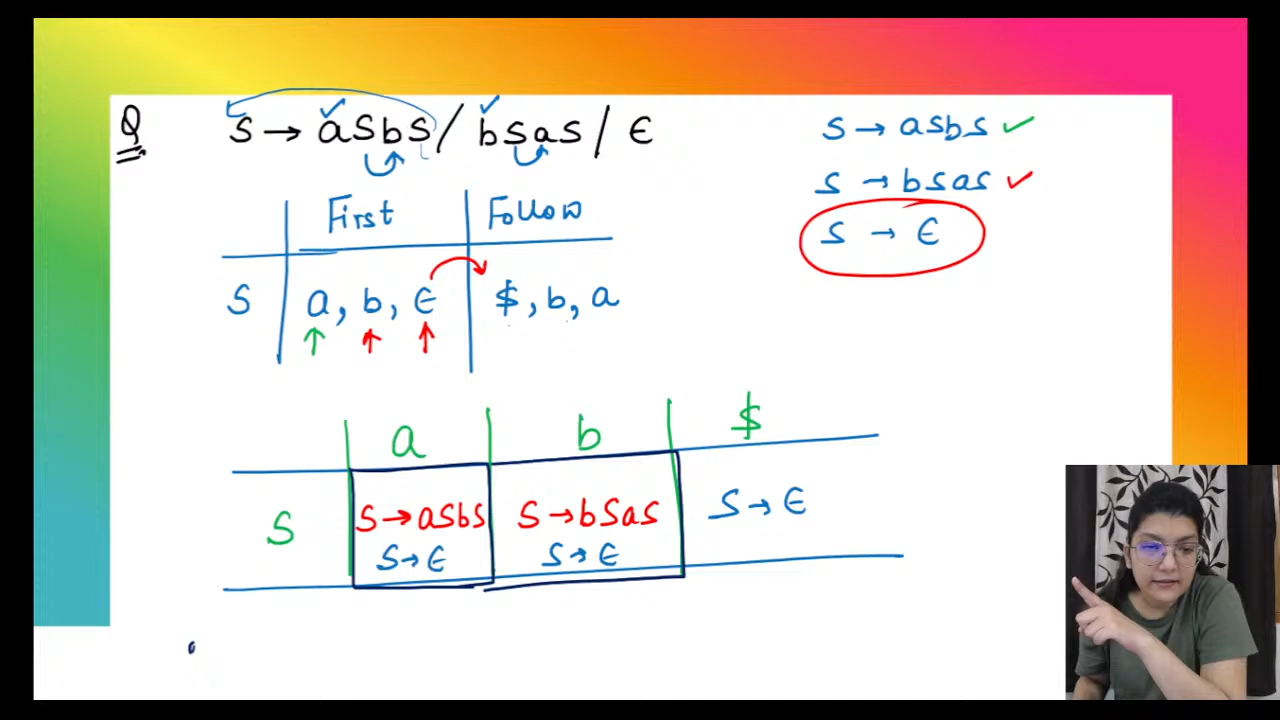 Q S → aSbS / bSaS / ϵ
S → aSbS ✓
S → bSaS ✓
S → ϵ
First Follow
S a, b, ϵ $, b, a
a b $
S S → aSbS S → bSaS S → ϵ
S → ϵ S → ϵ